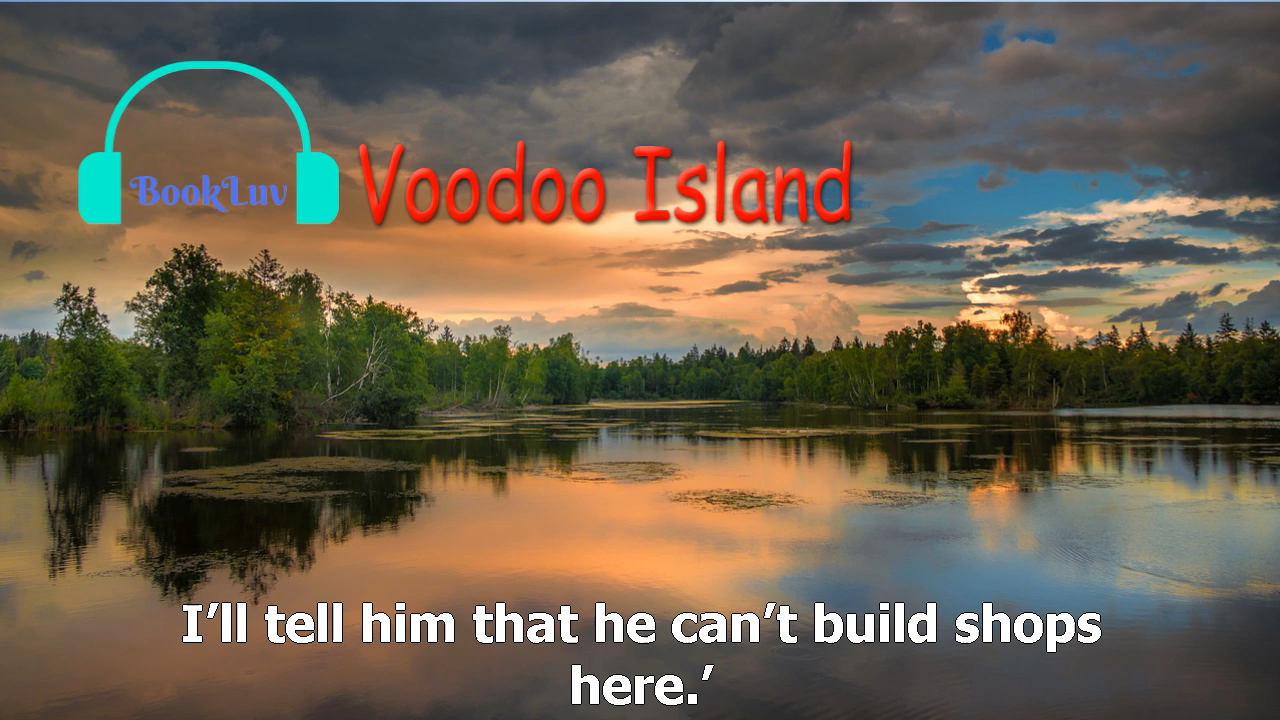 BookLuv
Voodoo Island
I’ll tell him that he can’t build shops
here.’